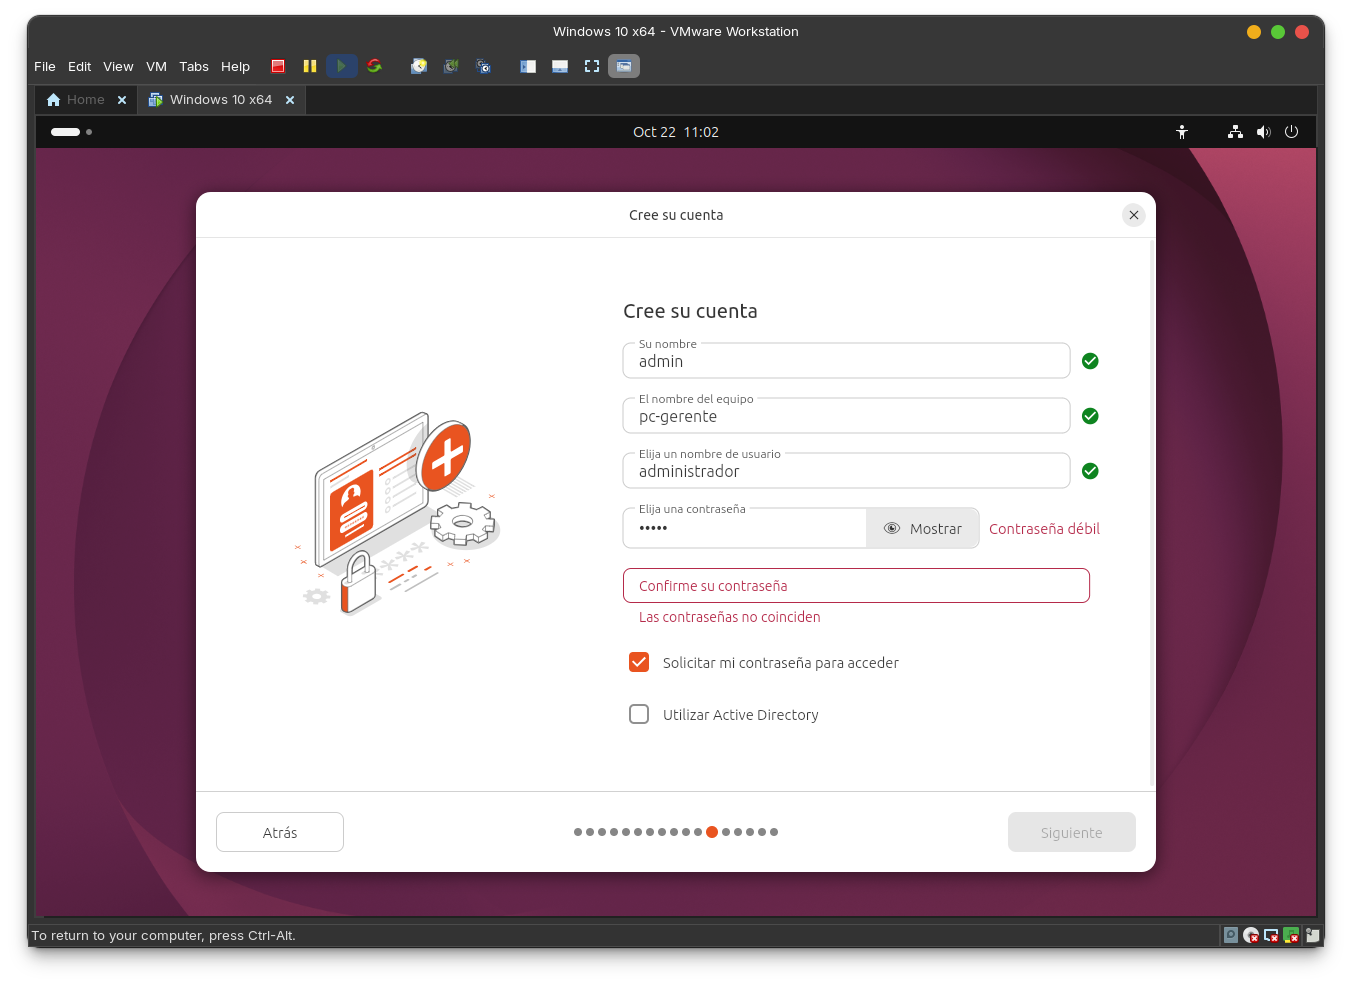 Windows 10 x64 - VMware Workstation
File Edit View VM Tabs Help
Home Windows 10 x64
Oct 22 11:02
Cree su cuenta
Cree su cuenta
Su nombre
admin
El nombre del equipo
pc-gerente
Elija un nombre de usuario
administrador
Elija una contraseña
•••••
Mostrar
Contraseña débil
Confirme su contraseña
Las contraseñas no coinciden
Solicitar mi contraseña para acceder
Utilizar Active Directory
Atrás
Siguiente
To return to your computer, press Ctrl-Alt.